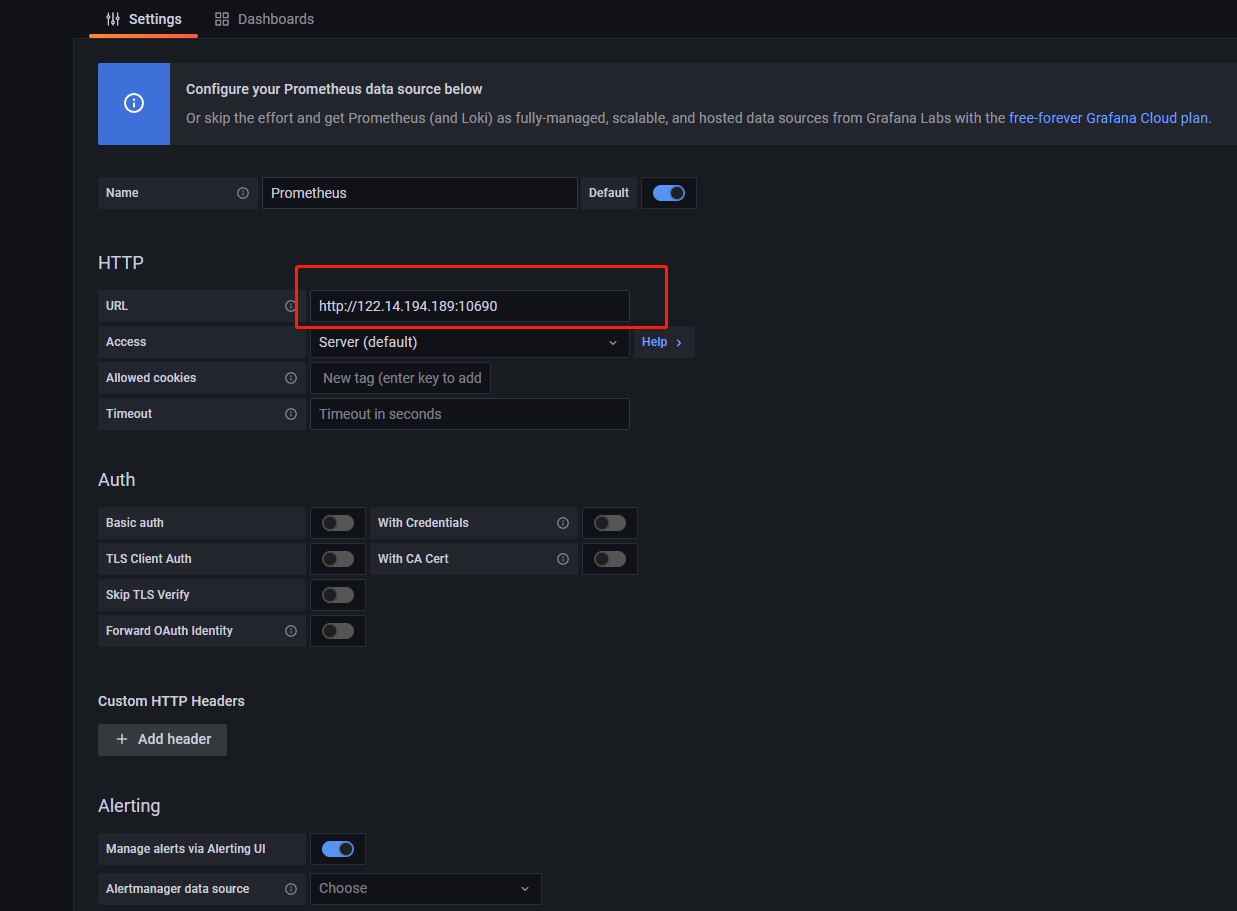 Settings Dashboards
Configure your Prometheus data source below
Or skip the effort and get Prometheus (and Loki) as fully-managed, scalable, and hosted data sources from Grafana Labs with the free-forever Grafana Cloud plan.
Name Prometheus Default
HTTP
URL http://122.14.194.189:10690
Access Server (default) Help
Allowed cookies New tag (enter key to add
Timeout Timeout in seconds
Auth
Basic auth With Credentials
TLS Client Auth With CA Cert
Skip TLS Verify
Forward OAuth Identity
Custom HTTP Headers
+ Add header
Alerting
Manage alerts via Alerting UI
Alertmanager data source Choose